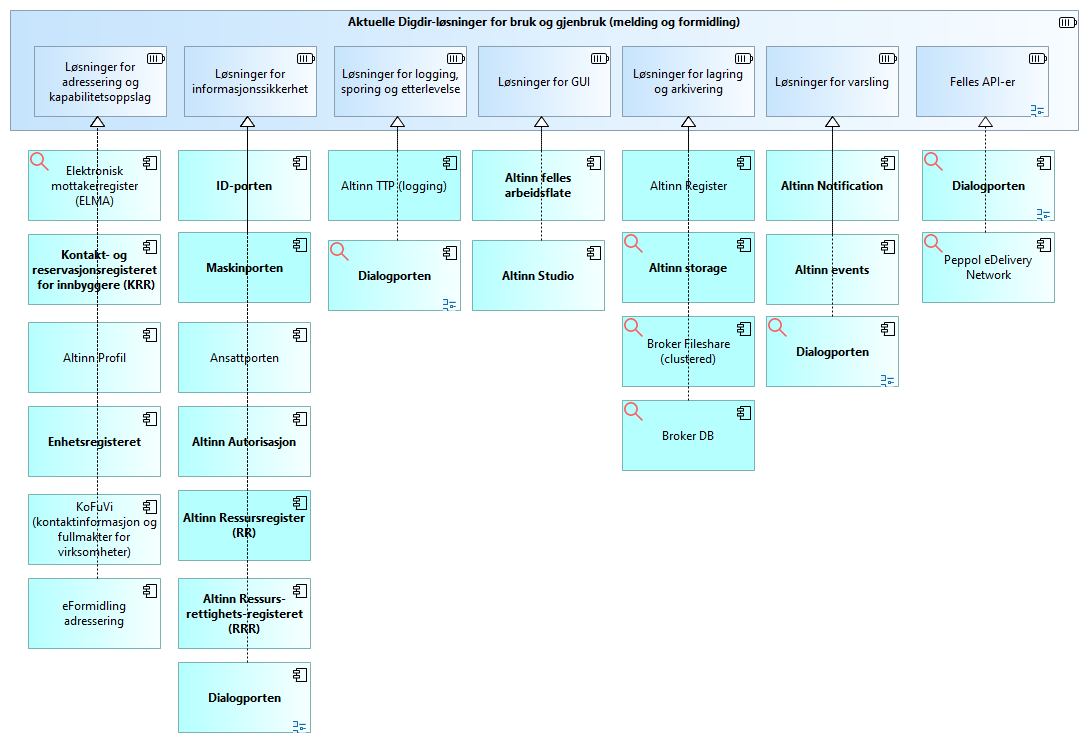 Aktuelle Digdir-løsninger for bruk og gjenbruk (melding og formidling)
Løsninger for
adressering og
kapabilitetsoppslag
Løsninger for
informasjonssikkerhet
Løsninger for logging,
sporing og etterlevelse
Løsninger for GUI
Løsninger for lagring
og arkivering
Løsninger for varsling
Felles API-er
Elektronisk
mottakerregister
(ELMA)
Kontakt- og
reservasjonsregisteret
for innbyggere (KRR)
Altinn Profil
Enhetsregisteret
KoFuVi
(kontaktinformasjon og
fullmakter for
virksomheter)
eFormidling
adressering
ID-porten
Maskinporten
Ansattporten
Altinn Autorisasjon
Altinn Ressursregister
(RR)
Altinn Ressurs-
rettighets-registeret
(RRR)
Dialogporten
Altinn TTP (logging)
Dialogporten
Altinn felles
arbeidsflate
Altinn Studio
Altinn Register
Altinn storage
Broker Fileshare
(clustered)
Broker DB
Altinn Notification
Altinn events
Dialogporten
Dialogporten
Peppol eDelivery
Network